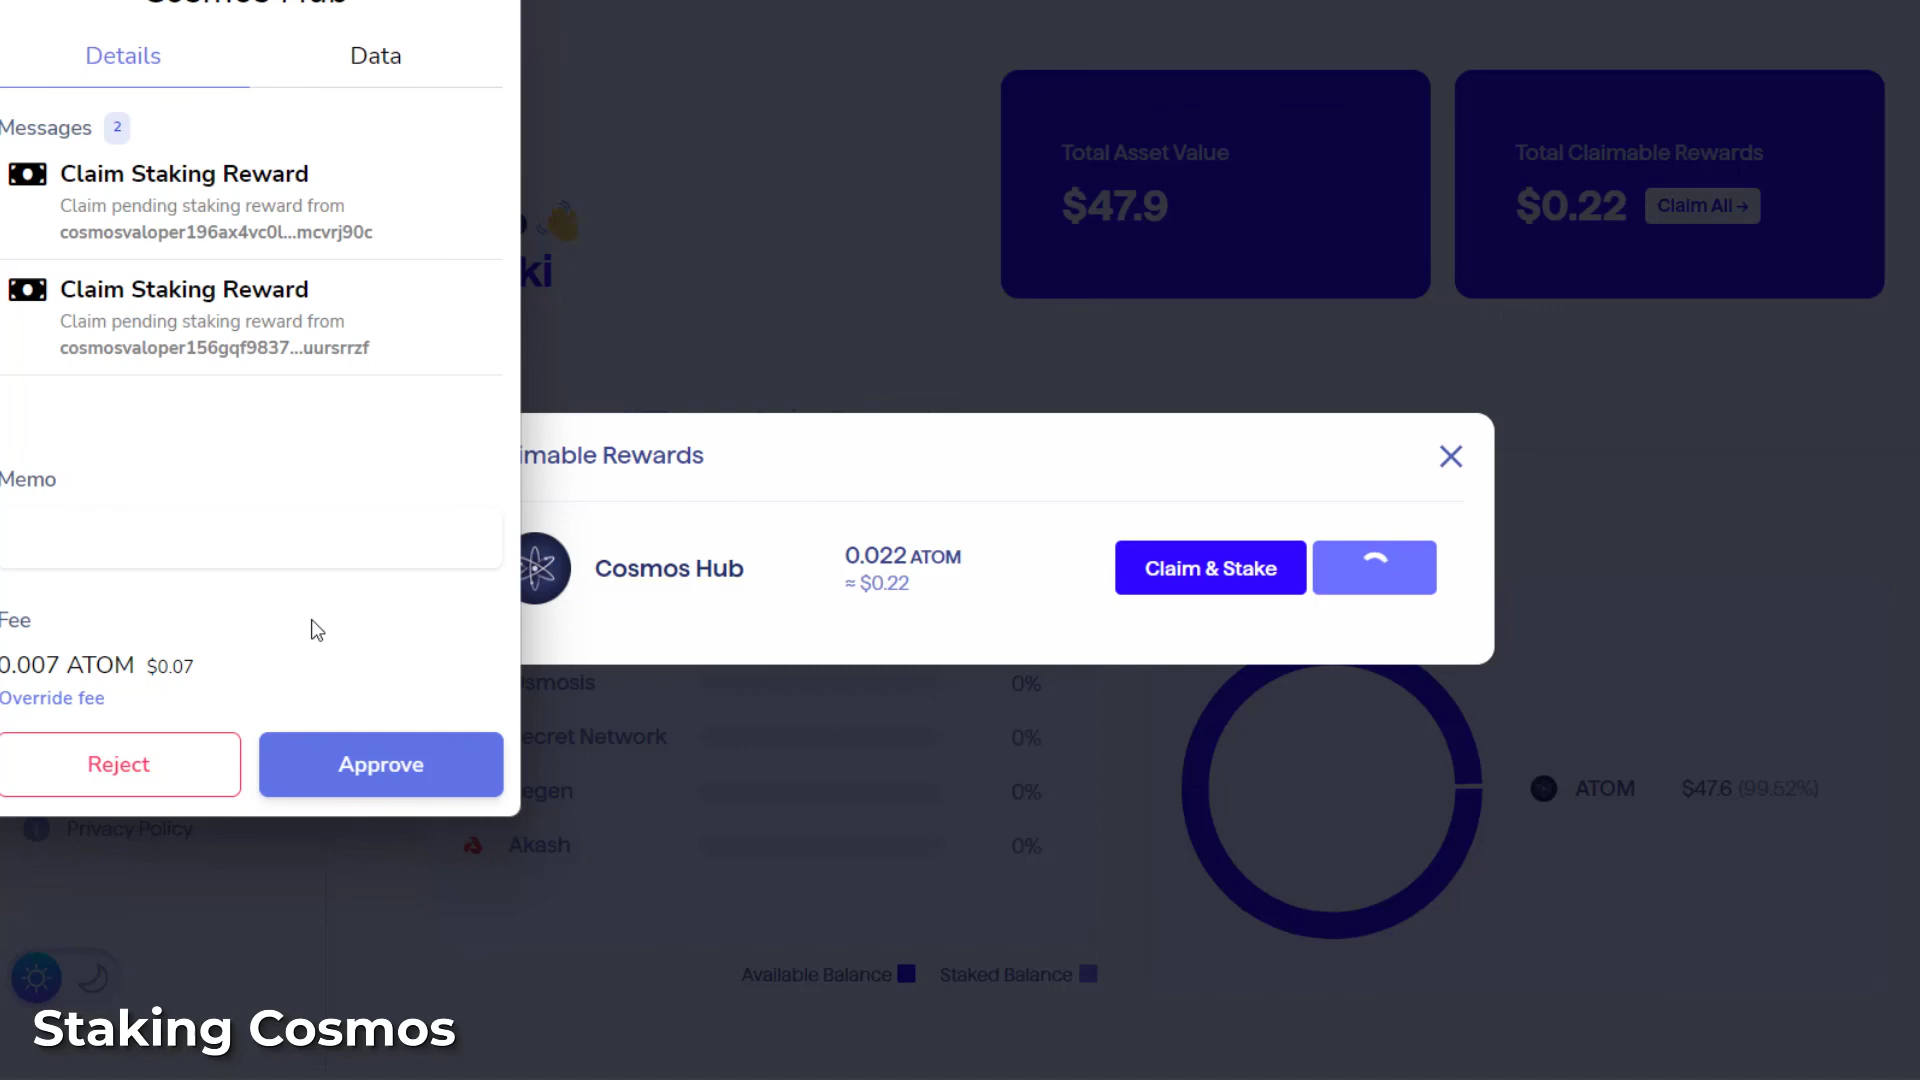 Cosmos Hub
Details
Data
Messages 2
Claim Staking Reward
Claim pending staking reward from
cosmosvaloper196ax4vc0l...mcvrj90c
Claim Staking Reward
Claim pending staking reward from
cosmosvaloper156gqf9837...uursrrzf
Memo
Fee
0.007 ATOM $0.07
Override fee
Reject
Approve
ki
Total Asset Value
$47.9
Total Claimable Rewards
$0.22 Claim All→
imable Rewards
Cosmos Hub
0.022 ATOM
≈ $0.22
Claim & Stake
smosis 0%
ecret Network 0%
egen 0%
Akash 0%
ATOM $47.6 (99.52%)
Available Balance
Staked Balance
Privacy Policy
Staking Cosmos